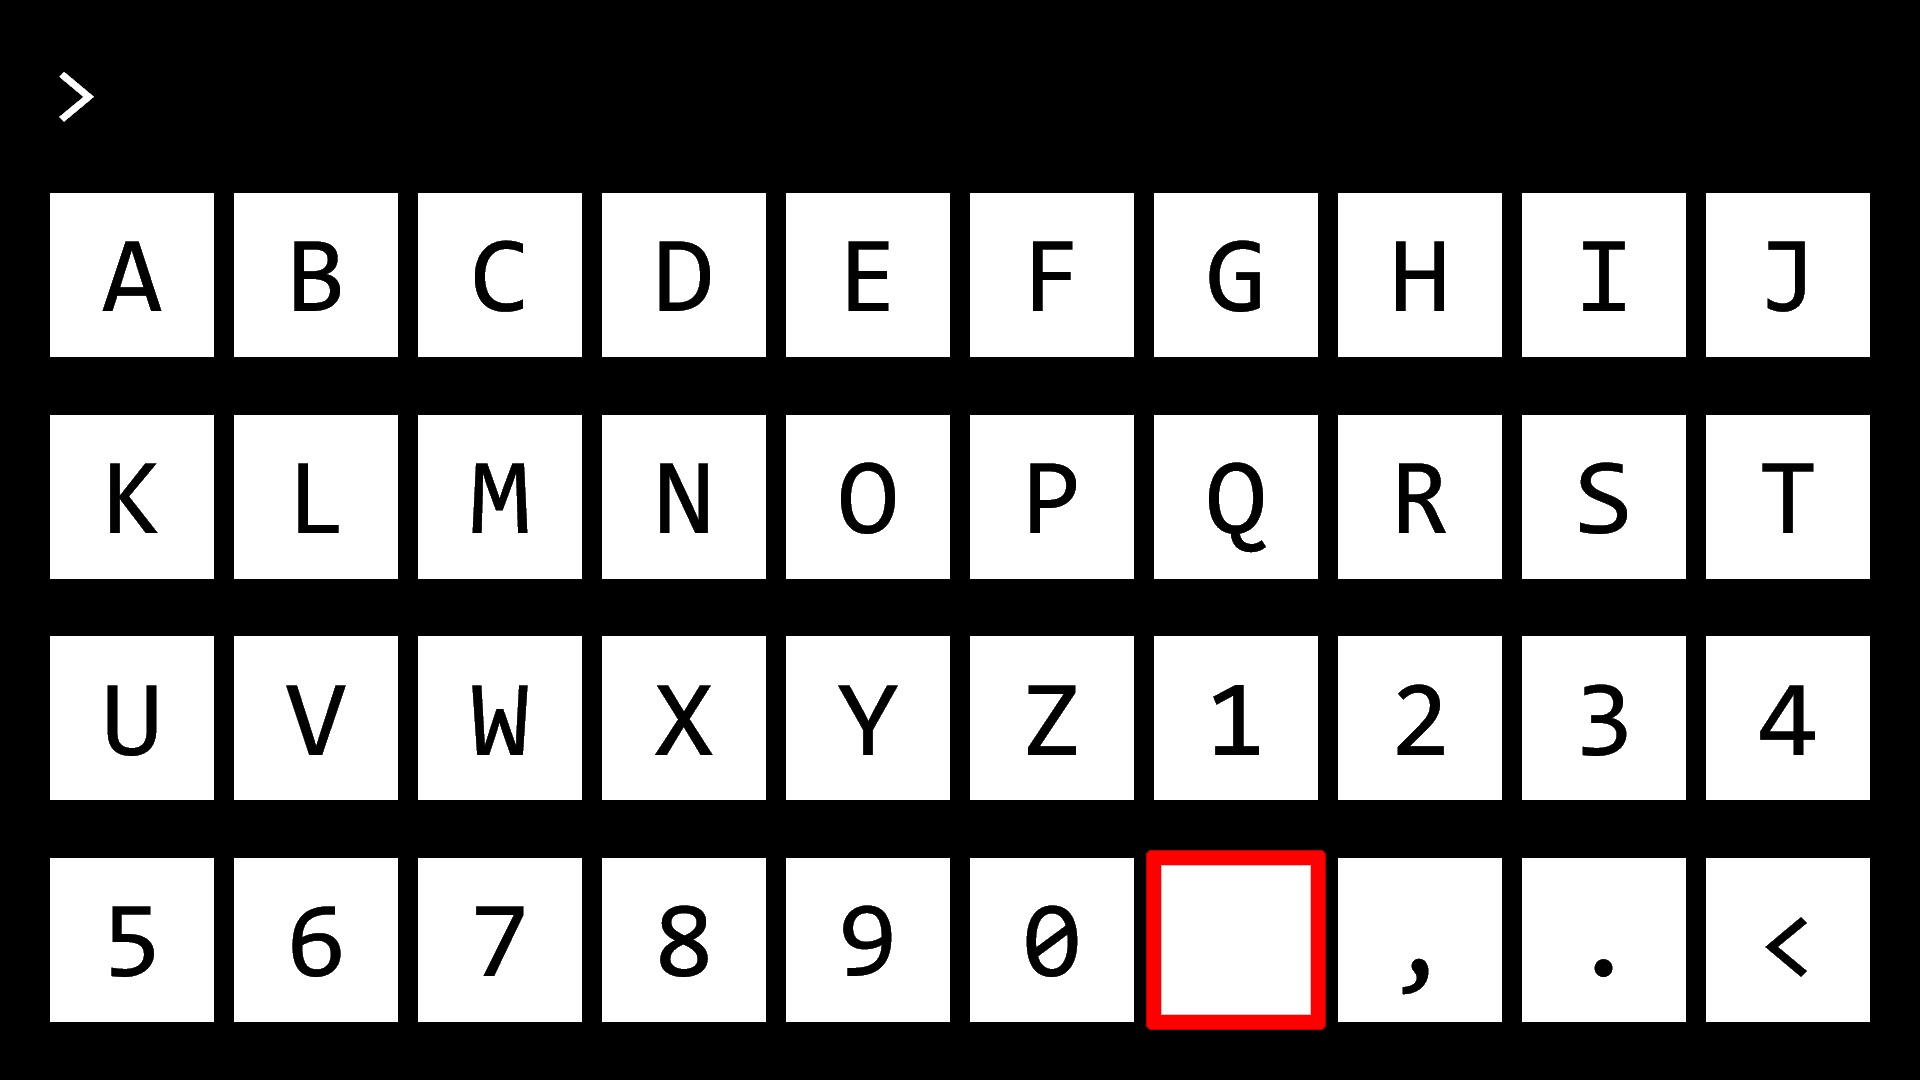 >
A B C D E F G H I J
K L M N O P Q R S T
U V W X Y Z 1 2 3 4
5 6 7 8 9 0 , . <